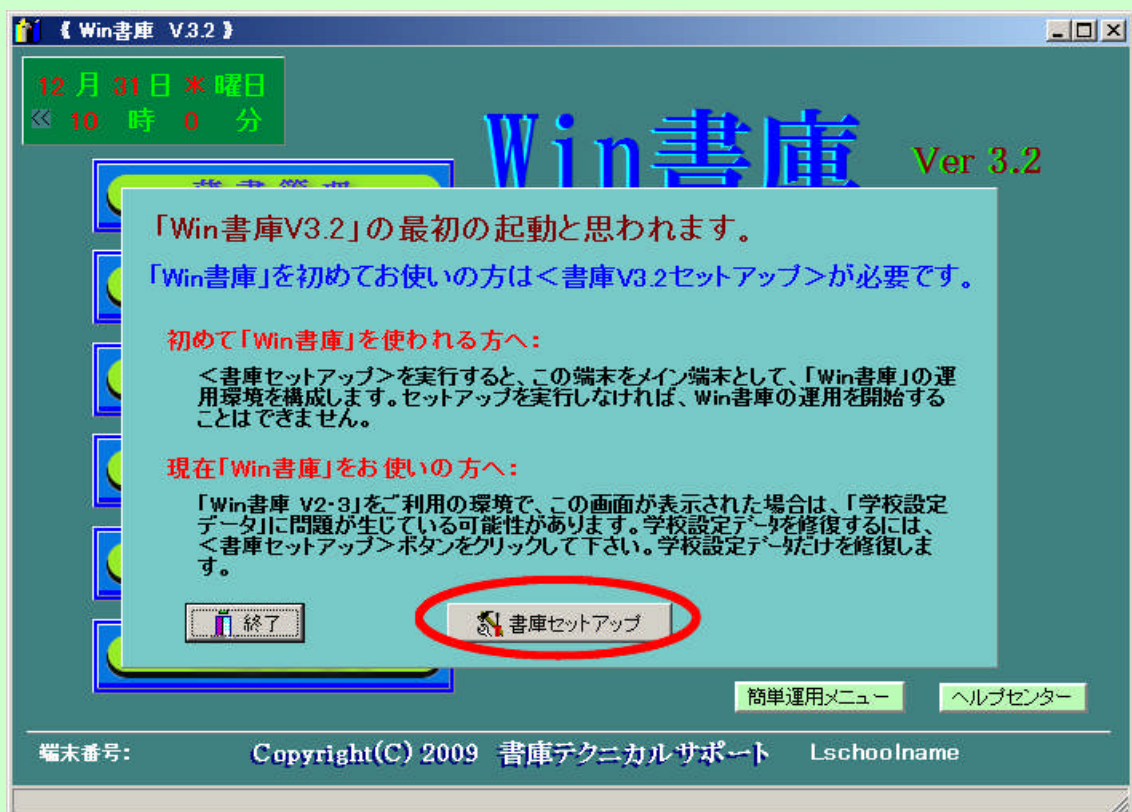 《 Win書庫 V.3.2 》
12 月 31 日 * 曜日
<< 10 時 0 分
Win書庫 Ver 3.2
「Win書庫V3.2」の最初の起動と思われます。
「Win書庫」を初めてお使いの方は＜書庫V3.2セットアップ＞が必要です。
初めて「Win書庫」を使われる方へ:
＜書庫セットアップ＞を実行すると、この端末をメイン端末として、「Win書庫」の運
用環境を構成します。セットアップを実行しなければ、Win書庫の運用を開始する
ことはできません。
現在「Win書庫」をお使いの方へ:
「Win書庫 V2・3」をご利用の環境で、この画面が表示された場合は、「学校設定
データ」に問題が生じている可能性があります。学校設定ﾃﾞｰﾀを修復するには、
＜書庫セットアップ＞ボタンをクリックして下さい。学校設定ﾃﾞｰﾀだけを修復しま
す。
終了 書庫セットアップ
簡単運用メニュー ヘルプセンター
端末番号: Copyright(C) 2009 書庫テクニカルサポート Lschoolname